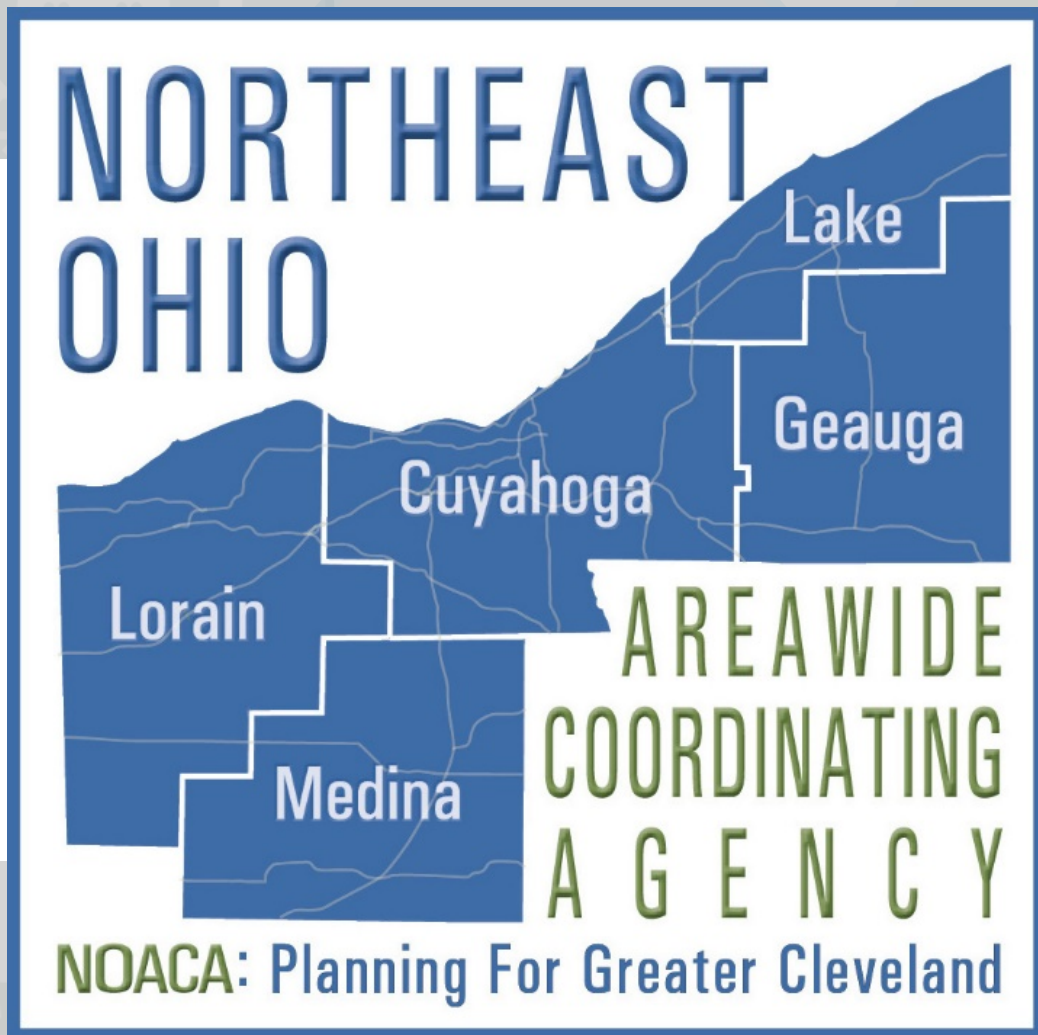 NORTHEAST
OHIO
Lake
Geauga
Cuyahoga
Lorain
Medina
AREAWIDE
COORDINATING
AGENCY
NOACA: Planning For Greater Cleveland